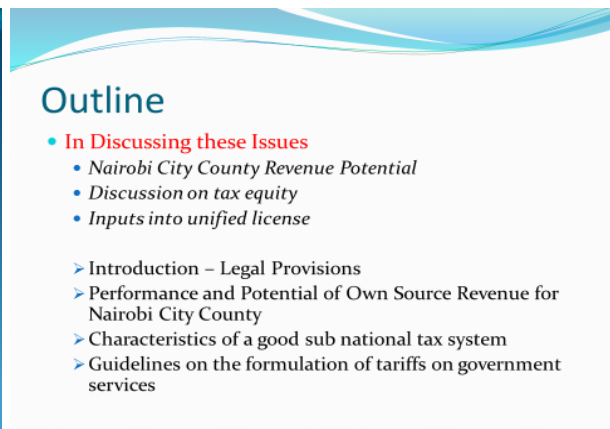 Outline
In Discussing these Issues
Nairobi City County Revenue Potential
Discussion on tax equity
Inputs into unified license
Introduction – Legal Provisions
Performance and Potential of Own Source Revenue for
Nairobi City County
Characteristics of a good sub national tax system
Guidelines on the formulation of tariffs on government
services